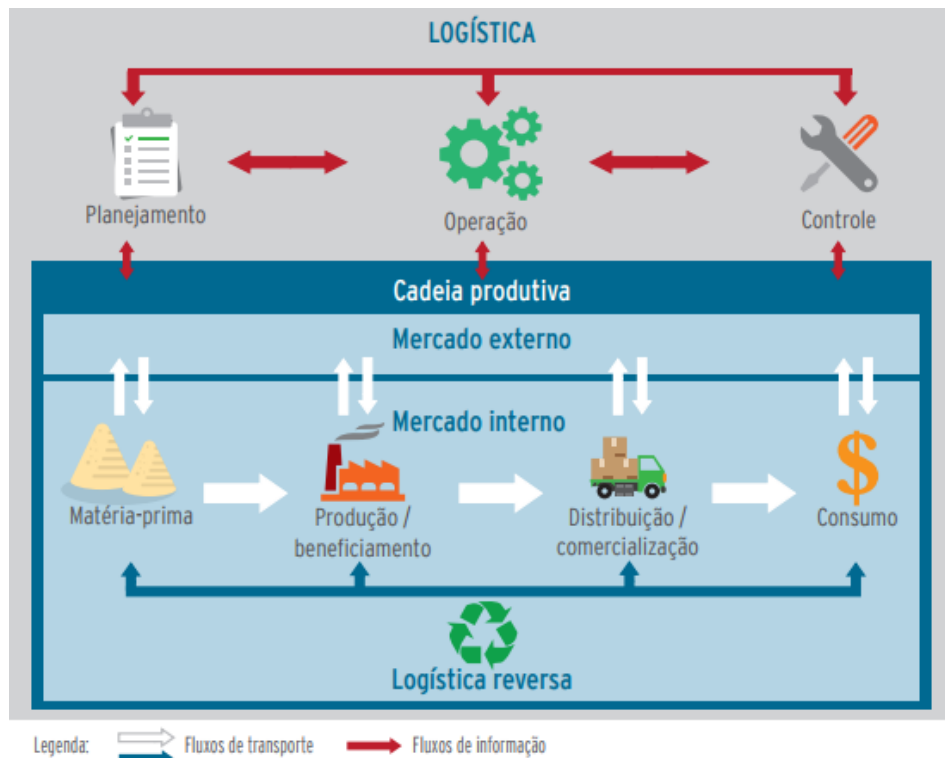 LOGÍSTICA
Planejamento
Operação
Controle
Cadeia produtiva
Mercado externo
Mercado interno
Matéria-prima
Produção /
beneficiamento
Distribuição /
comercialização
$
Consumo
Logística reversa
Legenda: Fluxos de transporte Fluxos de informação